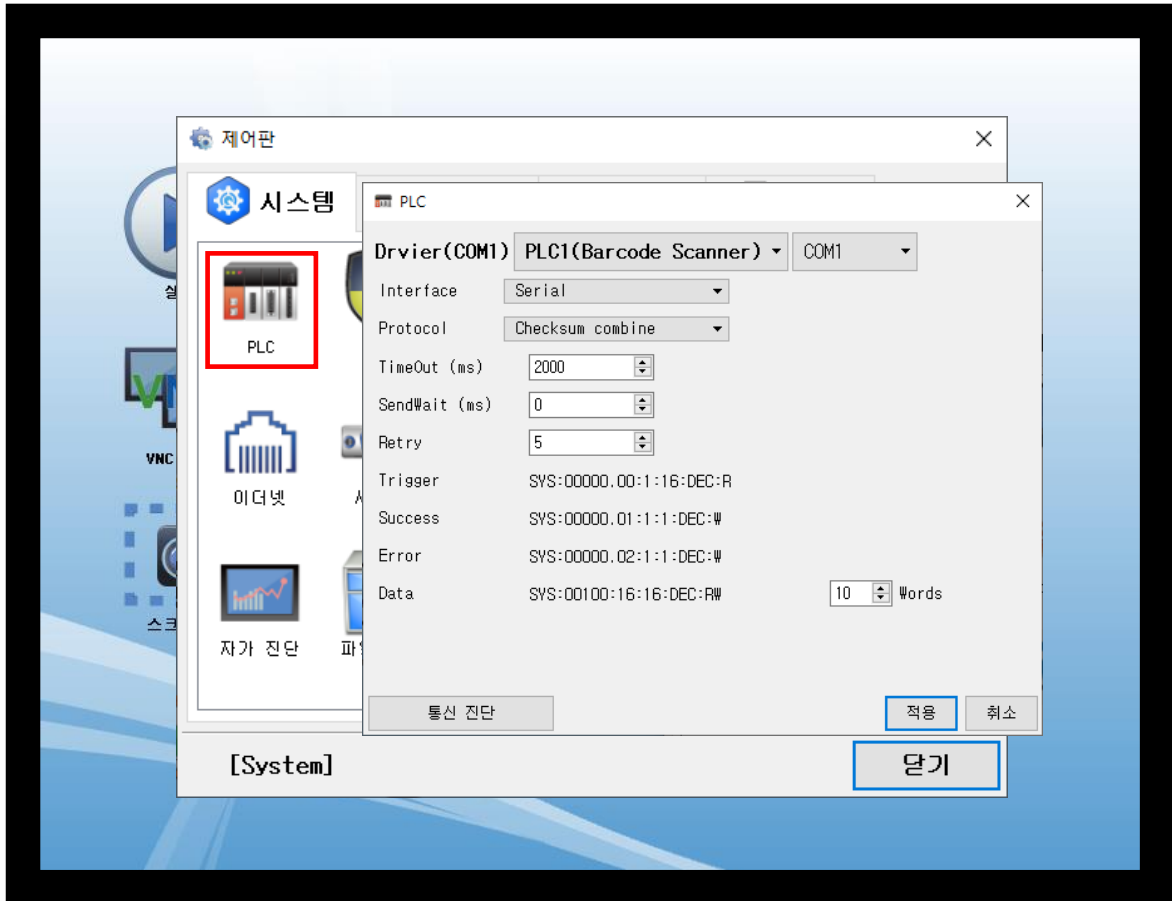 제어판
시스템
PLC
Drvier(COM1) PLC1(Barcode Scanner) COM1
Interface Serial
Protocol Checksum combine
TimeOut (ms) 2000
SendWait (ms) 0
Retry 5
Trigger SYS:00000.00:1:16:DEC:R
Success SYS:00000.01:1:1:DEC:₩
Error SYS:00000.02:1:1:DEC:W
Data SYS:00100:16:16:DEC:RW 10 Words
통신 진단 적용 취소
PLC
이더넷
자가 진단
VNC
[System] 닫기